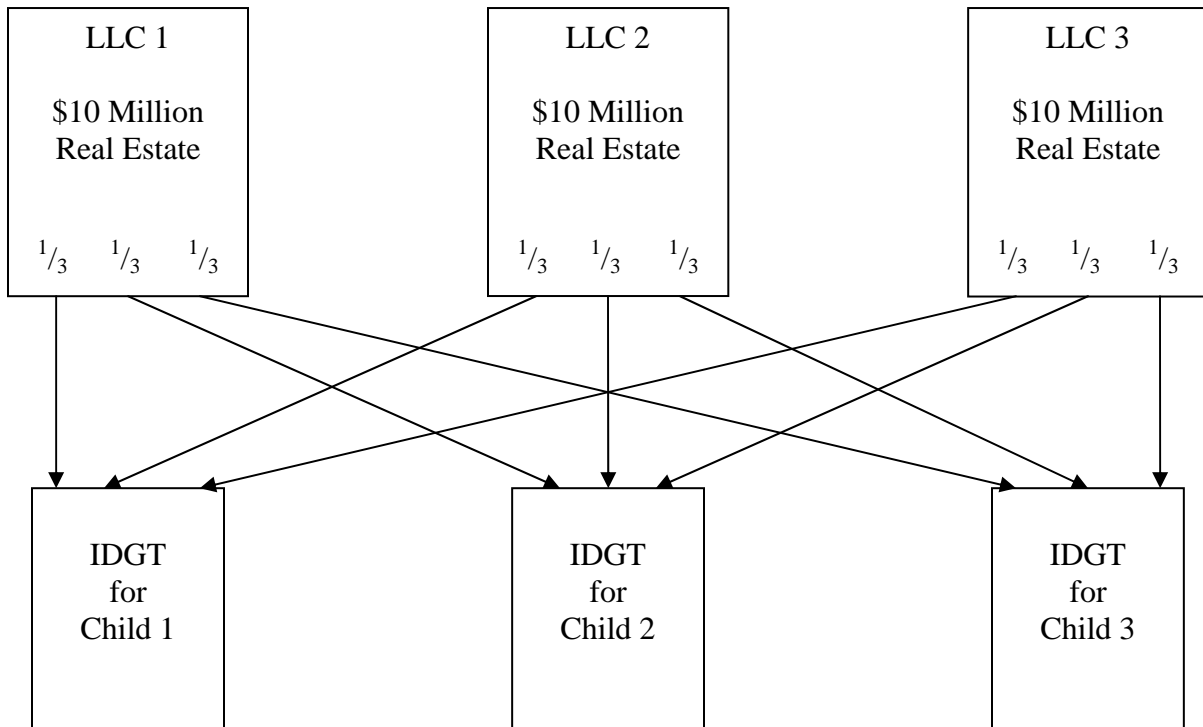 LLC 1
$10 Million
Real Estate
1/3 1/3 1/3
LLC 2
$10 Million
Real Estate
1/3 1/3 1/3
LLC 3
$10 Million
Real Estate
1/3 1/3 1/3
IDGT
for
Child 1
IDGT
for
Child 2
IDGT
for
Child 3